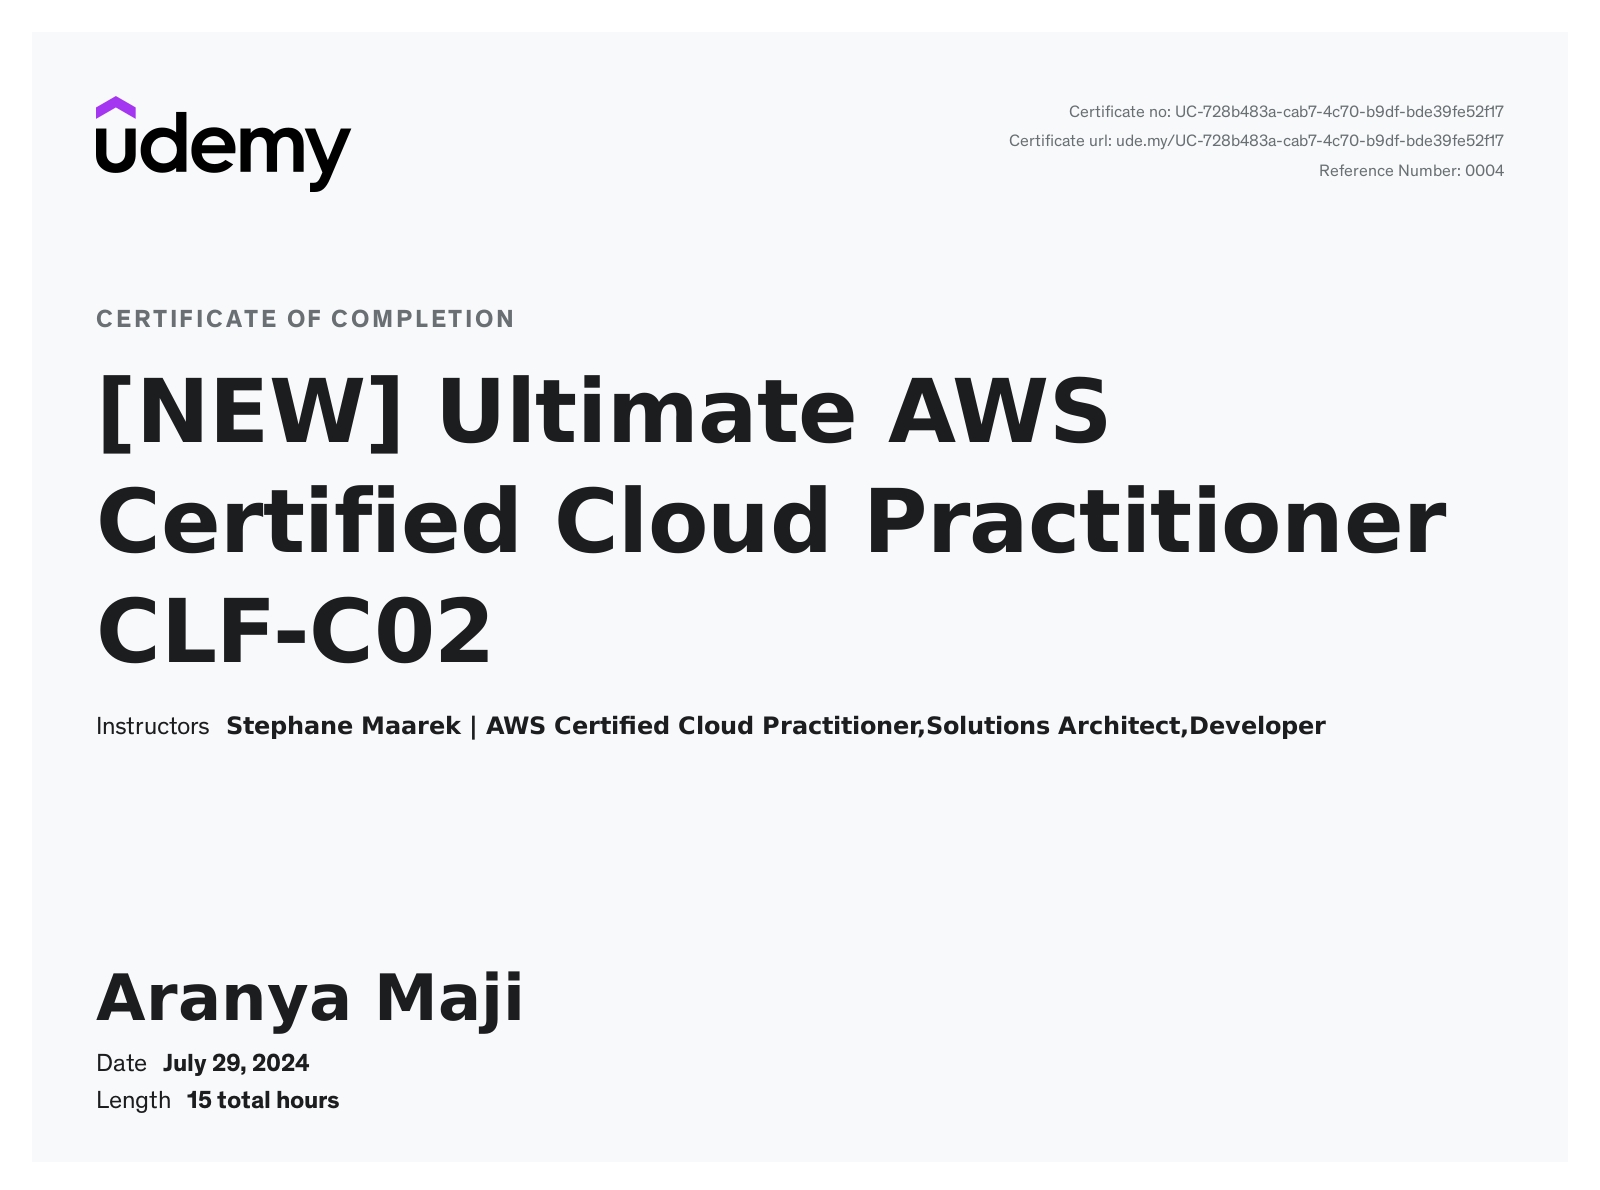 udemy
Certificate no: UC-728b483a-cab7-4c70-b9df-bde39fe52f17
Certificate url: ude.my/UC-728b483a-cab7-4c70-b9df-bde39fe52f17
Reference Number: 0004
CERTIFICATE OF COMPLETION
[NEW] Ultimate AWS
Certified Cloud Practitioner
CLF-C02
Instructors Stephane Maarek | AWS Certified Cloud Practitioner,Solutions Architect,Developer
Aranya Maji
Date July 29, 2024
Length 15 total hours